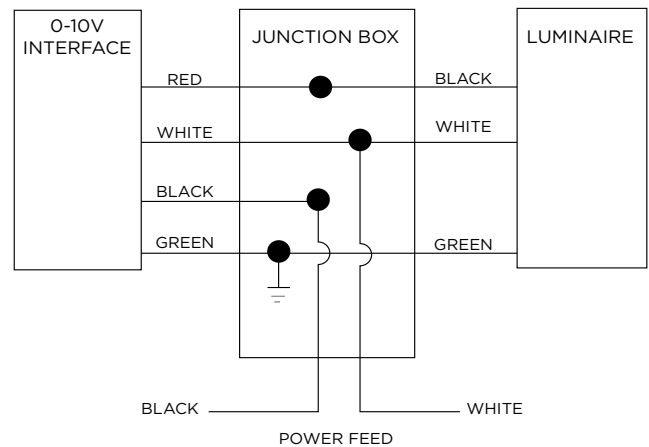 0-10V
INTERFACE
JUNCTION BOX
LUMINAIRE
RED
BLACK
WHITE
WHITE
BLACK
GREEN
GREEN
BLACK
WHITE
POWER FEED